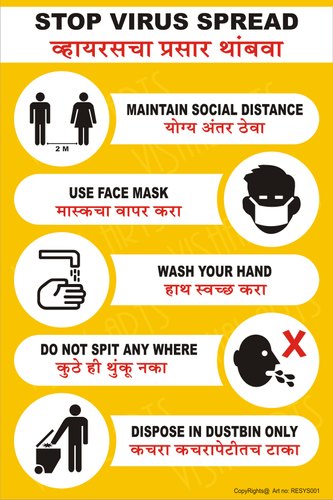 STOP VIRUS SPREAD
व्हायरसचा प्रसार थांबवा
2 M
MAINTAIN SOCIAL DISTANCE
योग्य अंतर ठेवा
USE FACE MASK
मास्कचा वापर करा
WASH YOUR HAND
हाथ स्वच्छ करा
DO NOT SPIT ANY WHERE
कुठे ही थुंकू नका
DISPOSE IN DUSTBIN ONLY
कचरा कचरापेटीतच टाका
CopyRights@ Art no: RESYS001